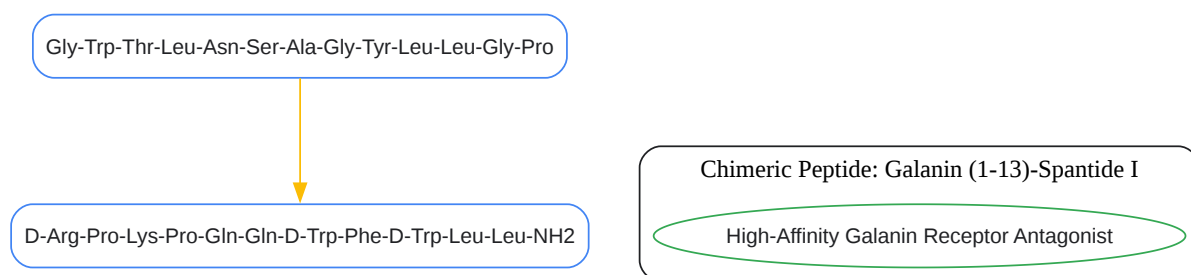 Gly-Trp-Thr-Leu-Asn-Ser-Ala-Gly-Tyr-Leu-Leu-Gly-Pro
D-Arg-Pro-Lys-Pro-Gln-Gln-D-Trp-Phe-D-Trp-Leu-Leu-NH2
Chimeric Peptide: Galanin (1-13)-Spantide I
High-Affinity Galanin Receptor Antagonist